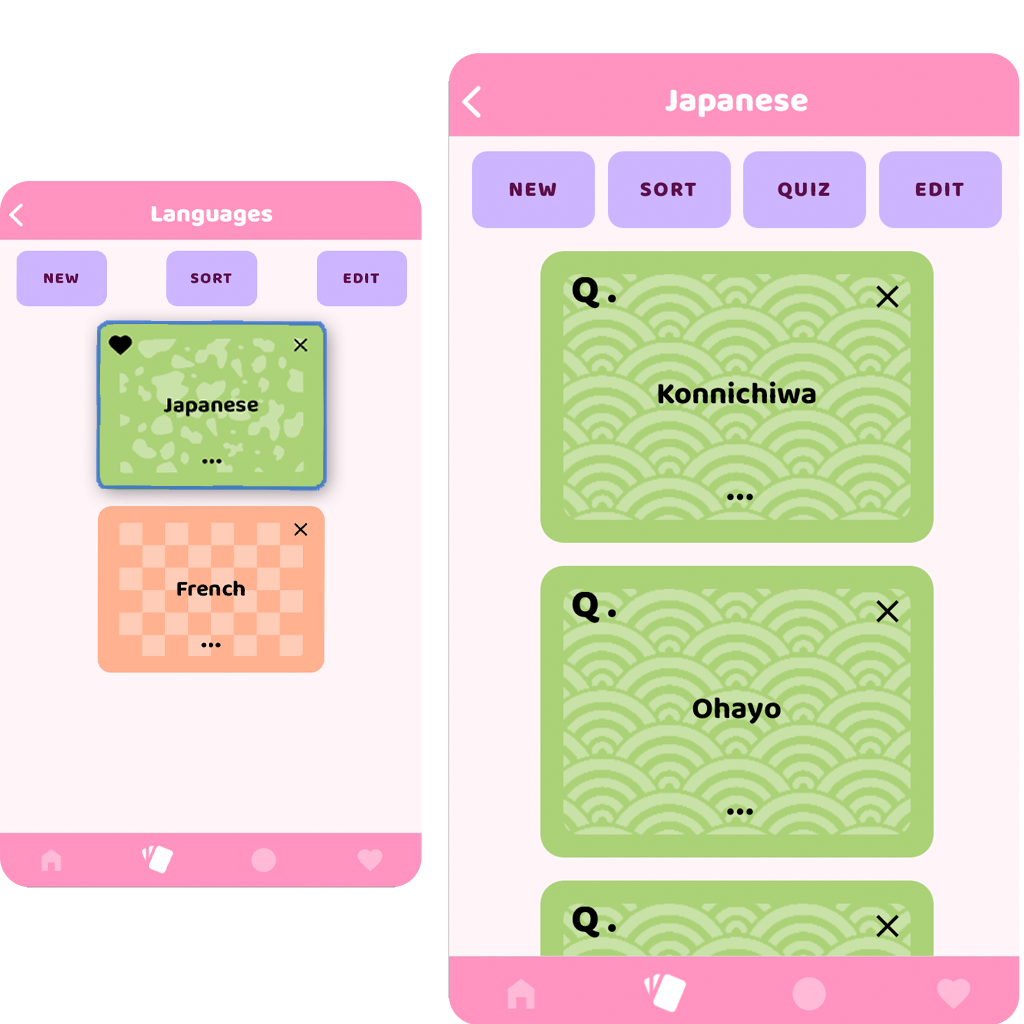 Languages
NEW SORT EDIT
Japanese
...
French
...
Japanese
NEW SORT QUIZ EDIT
Q.
Konnichiwa
...
Q.
Ohayo
...
Q.